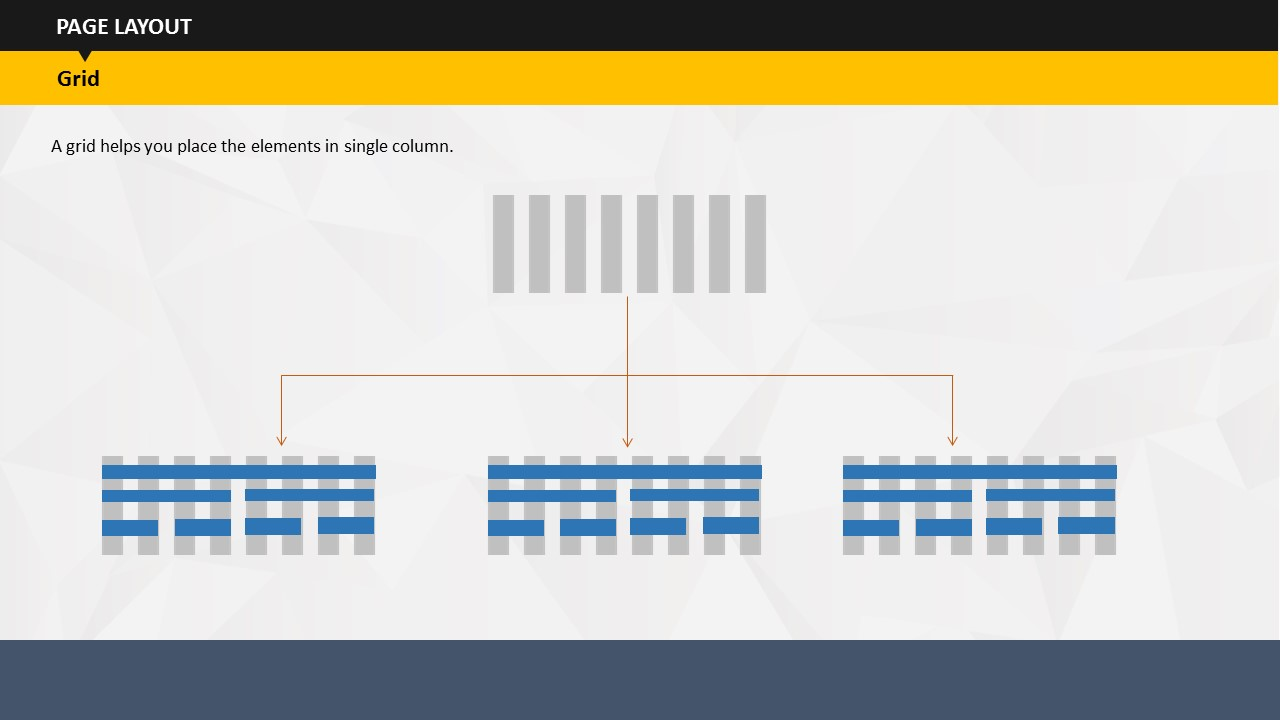 PAGE LAYOUT
Grid
A grid helps you place the elements in single column.